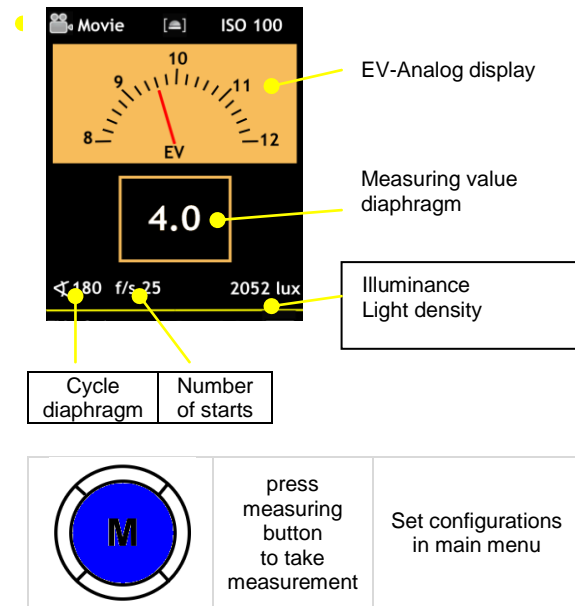 Movie [ ] ISO 100
10
9 11
8 12
EV
EV-Analog display
4.0
Measuring value
diaphragm
180 f/s 25 2052 lux
Illuminance
Light density
Cycle
diaphragm
Number
of starts
M
press
measuring
button
to take
measurement
Set configurations
in main menu